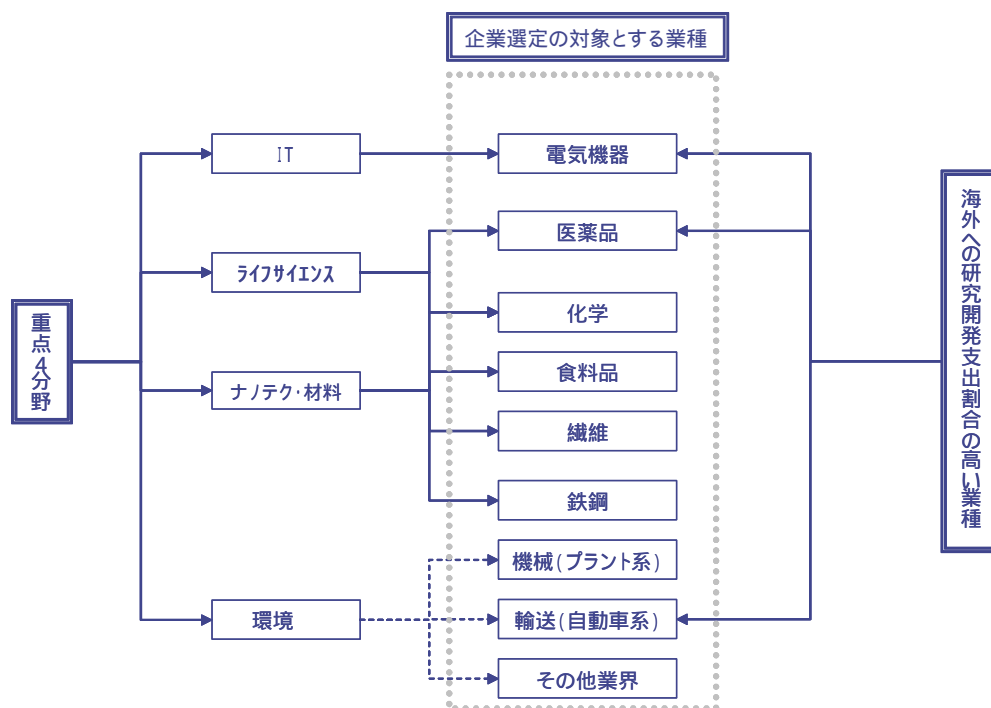 企業選定の対象とする業種
重点4分野
IT
ライフサイエンス
ナノテク・材料
環境
電気機器
医薬品
化学
食料品
繊維
鉄鋼
機械(プラント系)
輸送(自動車系)
その他業界
海外への研究開発支出割合の高い業種